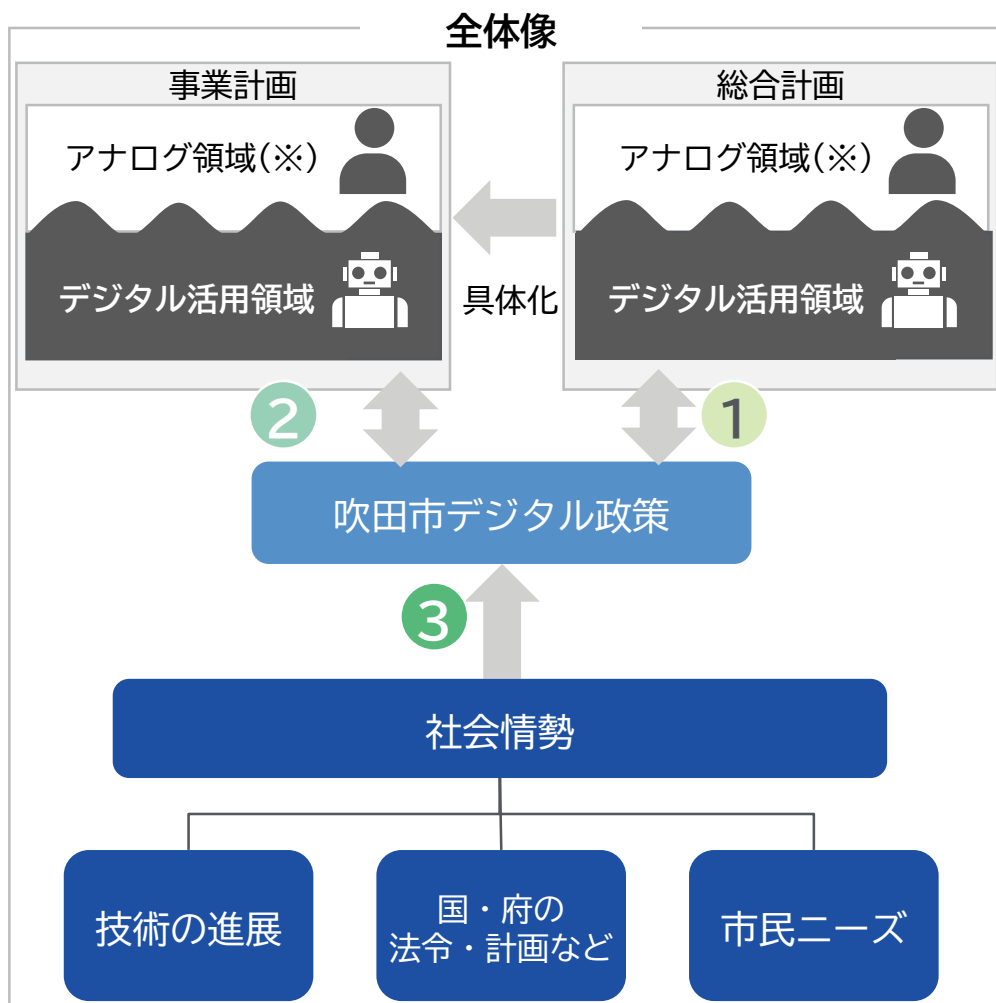 全体像
事業計画
アナログ領域(※)
デジタル活用領域
具体化
総合計画
アナログ領域(※)
デジタル活用領域
2
1
吹田市デジタル政策
3
社会情勢
技術の進展
国・府の
法令・計画など
市民ニーズ